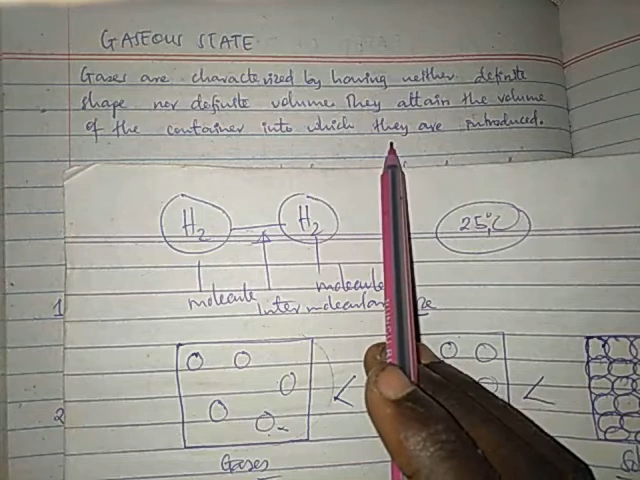 GASEOUS STATE
Gases are characterized by having neither definite
shape nor definite volume. They attain the volume
of the container into which they are introduced.
H2 H2 25°C
molecule Intermolecular molecule
1
< <
2
Gases